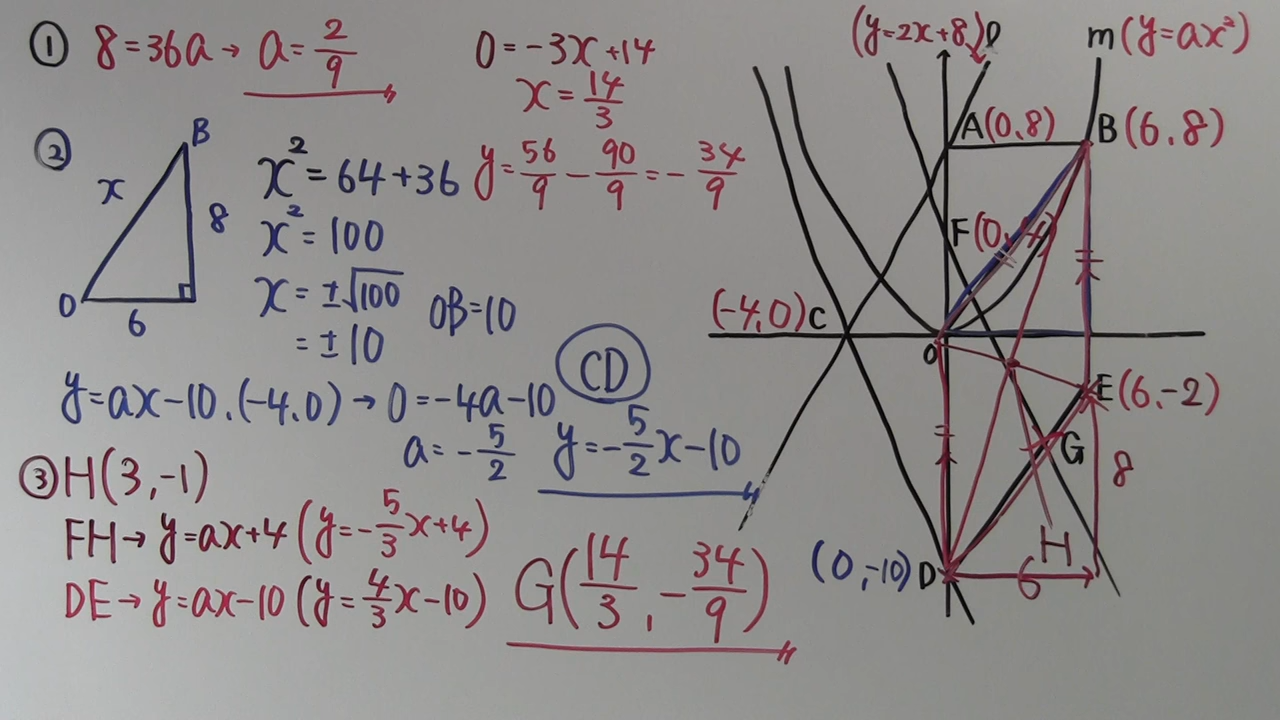 ① 8=36a→a=2/9
0=-3x+14
x=14/3
y=56/9-90/9=-34/9
② B
x
8
O
6
x²=64+36
x²=100
x=±√100
=±10
OB=10
CD
y=ax-10.(-4.0)→0=-4a-10
a=-5/2
y=-5/2x-10
③H(3,-1)
FH→y=ax+4(y=-5/3x+4)
DE→y=ax-10(y=4/3x-10)
G(14/3,-34/9)
(y=2x+8) l
m(y=ax²)
A(0,8)
B(6,8)
F(0,4)
(-4,0)C
O
E(6,-2)
G
8
H
(0,-10)D
6